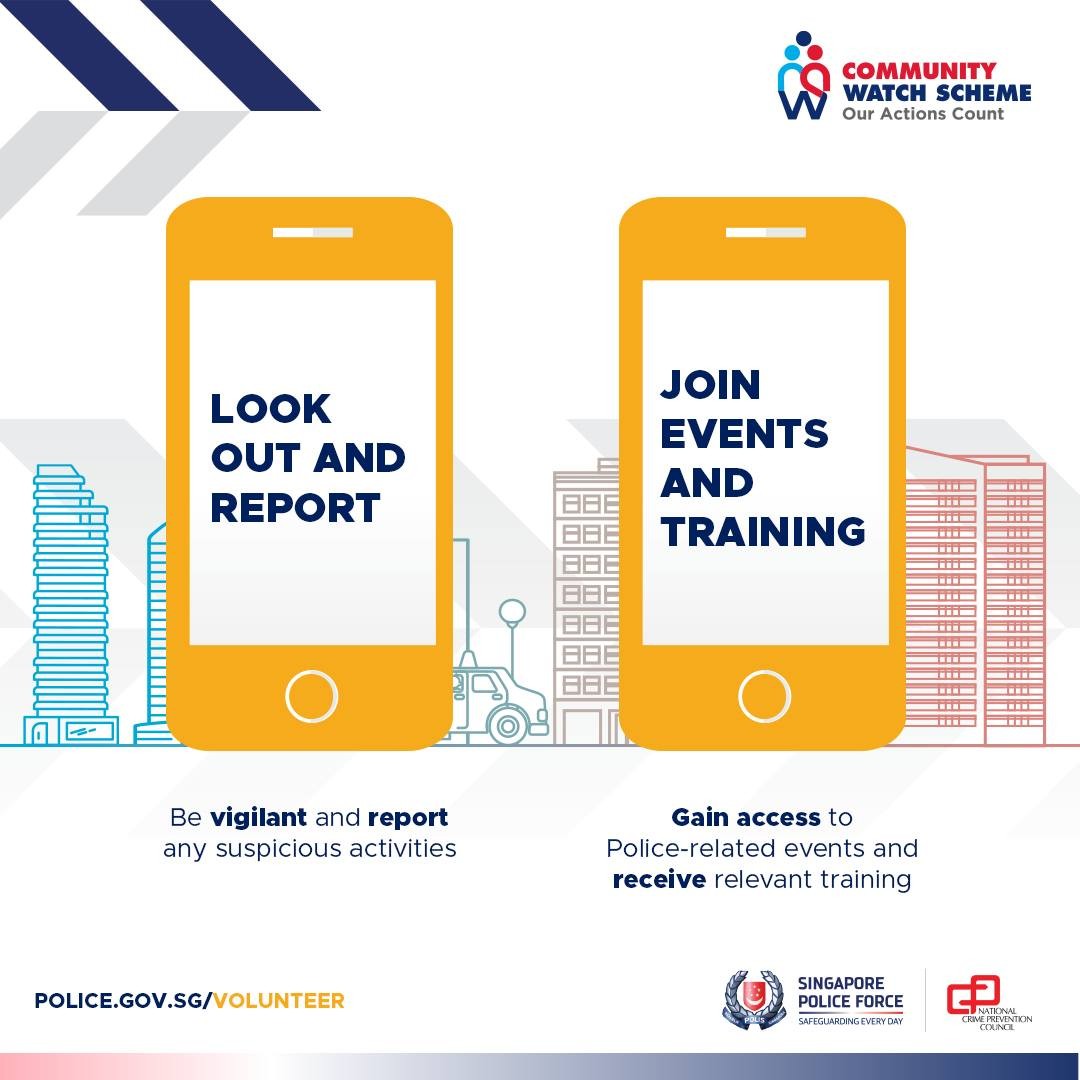 COMMUNITY
WATCH SCHEME
Our Actions Count
LOOK
OUT AND
REPORT
JOIN
EVENTS
AND
TRAINING
Be vigilant and report
any suspicious activities
Gain access to
Police-related events and
receive relevant training
POLICE.GOV.SG/VOLUNTEER
POLIS
SINGAPORE
POLICE FORCE
SAFEGUARDING EVERY DAY
NATIONAL
CRIME PREVENTION
COUNCIL